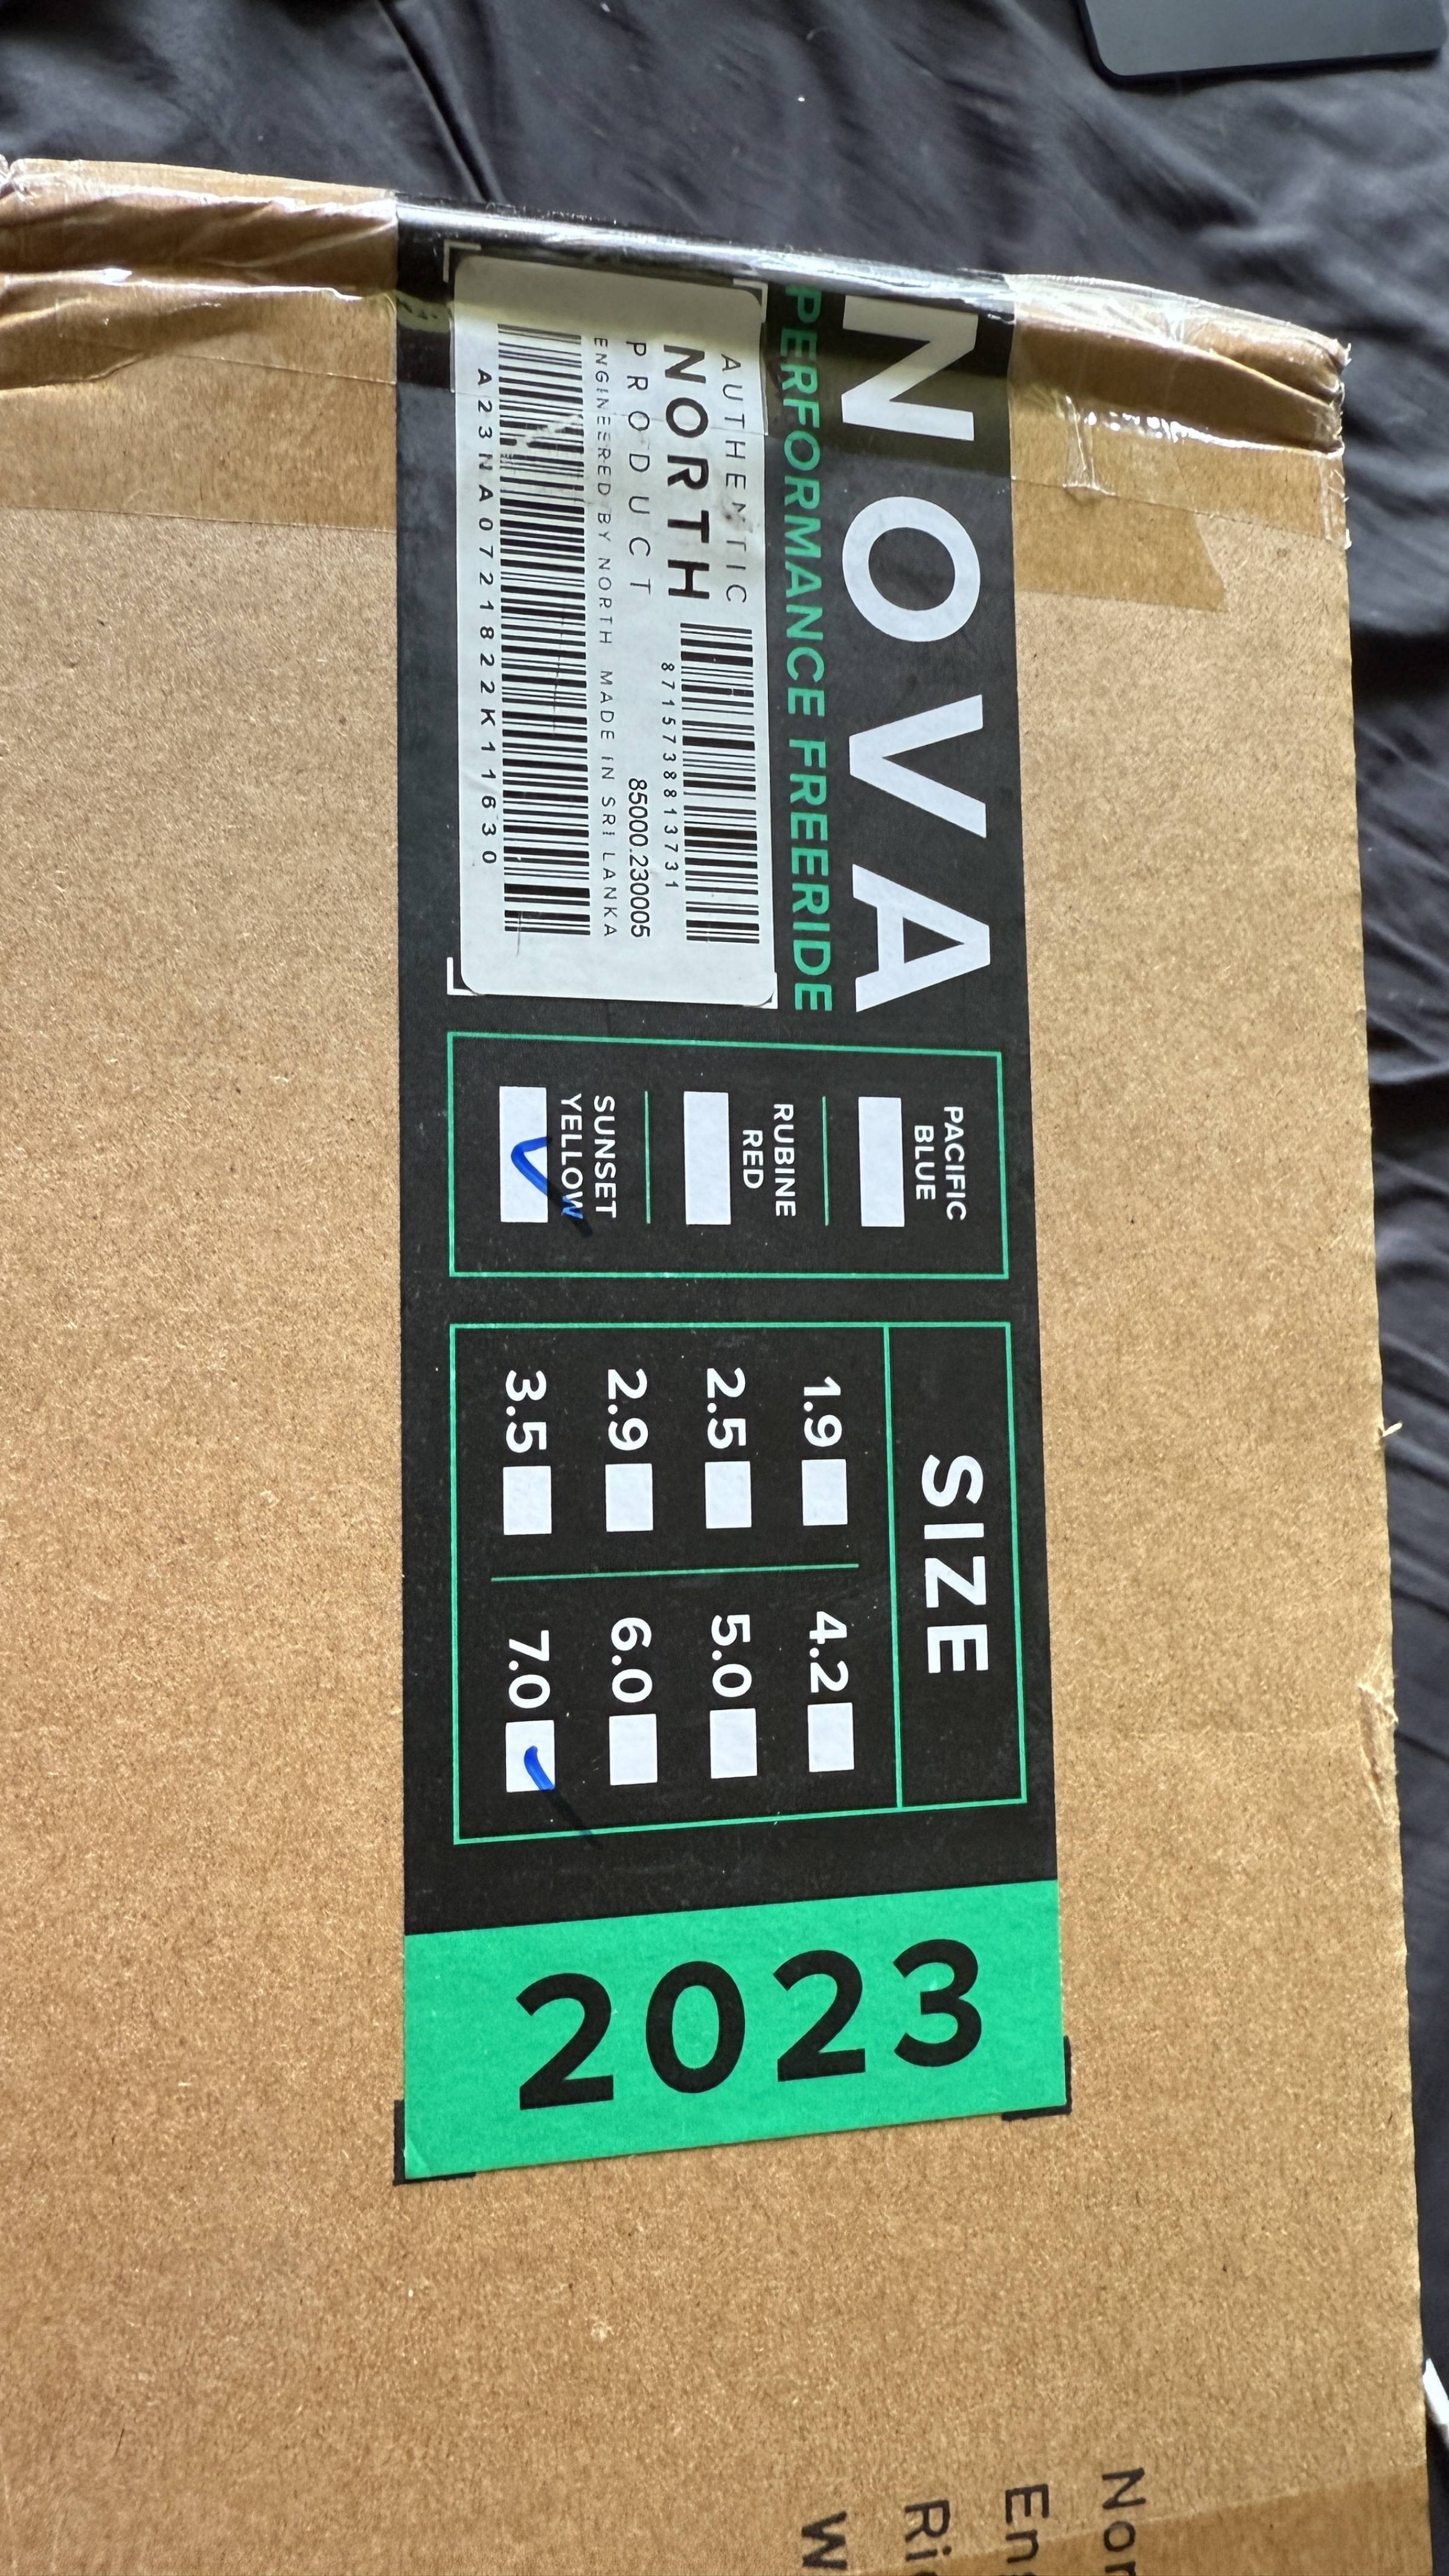 NOVA
PERFORMANCE FREERIDE
AUTHENTIC
NORTH
PRODUCT
8715738813731
85000.230005
ENGINEERED BY NORTH MADE IN SRI LANKA
A23NA0721822K11630
PACIFIC
BLUE
RUBINE
RED
SUNSET
YELLOW
SIZE
1.9 4.2
2.5 5.0
2.9 6.0
3.5 7.0
2023